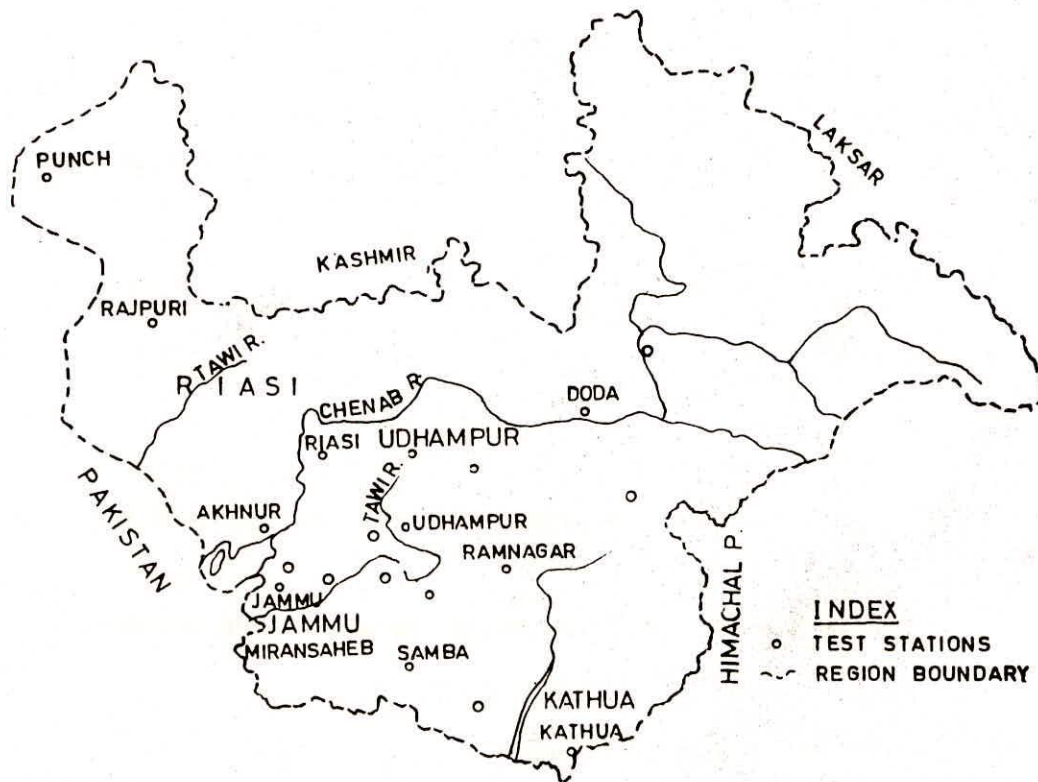 LAKSAR
PUNCH
KASHMIR
RAJPURI
TAWI R.
RIASI
CHENAB R.
DODA
RIASI
UDHAMPUR
TAWI R.
PAKISTAN
AKHNUR
UDHAMPUR
RAMNAGAR
HIMACHAL P.
JAMMU
SJAMMU
MIRANSAHEB
SAMBA
KATHUA
KATHUA
INDEX
TEST STATIONS
REGION BOUNDARY